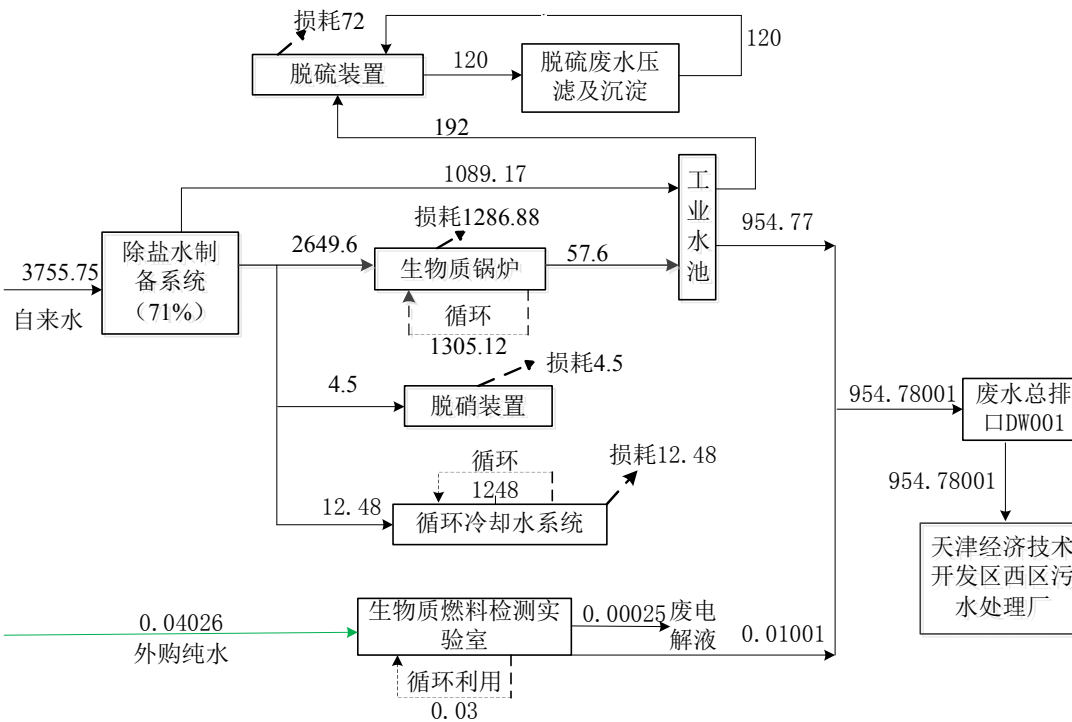 损耗72
脱硫装置
120
脱硫废水压
滤及沉淀
120
192
1089.17
工
业
水
池
954.77
3755.75
自来水
除盐水制
备系统
（71%）
2649.6
损耗1286.88
生物质锅炉
57.6
循环
1305.12
4.5
损耗4.5
脱硝装置
循环
1248
损耗12.48
12.48
循环冷却水系统
954.78001
废水总排
口DW001
954.78001
天津经济技术
开发区西区污
水处理厂
0.04026
外购纯水
生物质燃料检测实
验室
0.00025
废电
解液
0.01001
循环利用
0.03